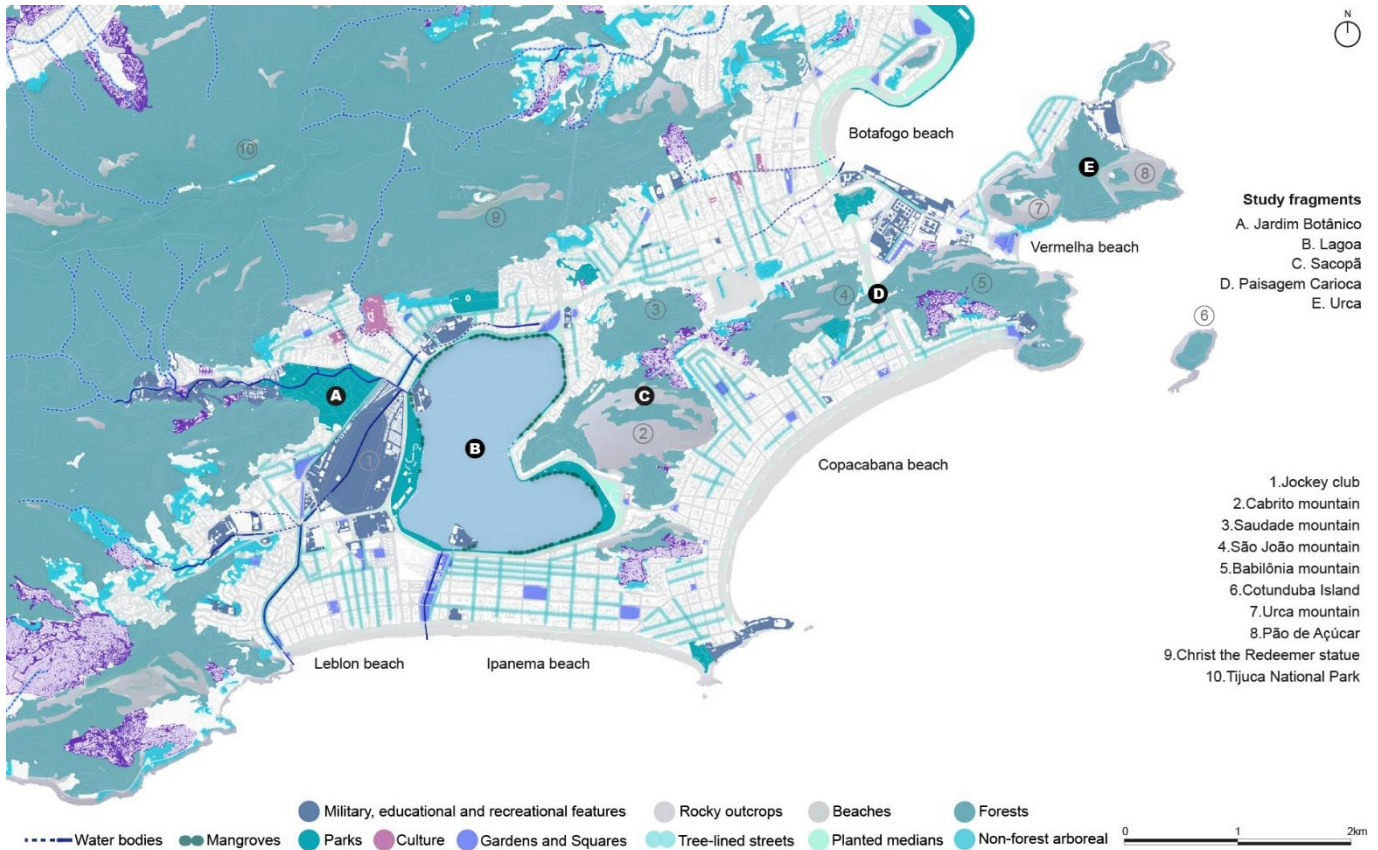 N
10
Botafogo beach
E
8
9
7
Vermelha beach
Study fragments
A. Jardim Botânico
B. Lagoa
C. Sacopã
D. Paisagem Carioca
E. Urca
3
4
D
5
6
A
C
1
B
2
Copacabana beach
1.Jockey club
2.Cabrito mountain
3.Saudade mountain
4.São João mountain
5.Babilônia mountain
6.Cotunduba Island
7.Urca mountain
8.Pão de Açúcar
9.Christ the Redeemer statue
10.Tijuca National Park
Leblon beach
Ipanema beach
Military, educational and recreational features
Rocky outcrops
Beaches
Forests
Water bodies
Mangroves
Parks
Culture
Gardens and Squares
Tree-lined streets
Planted medians
Non-forest arboreal
0
1
2km